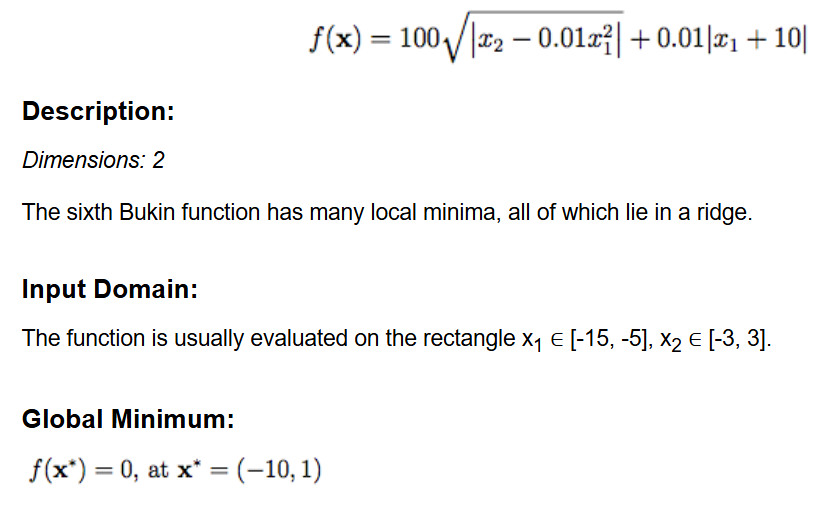 f(x) = 100√|x₂ − 0.01x₁²| + 0.01|x₁ + 10|
Description:
Dimensions: 2
The sixth Bukin function has many local minima, all of which lie in a ridge.
Input Domain:
The function is usually evaluated on the rectangle x₁ ∈ [-15, -5], x₂ ∈ [-3, 3].
Global Minimum:
f(x*) = 0, at x* = (−10, 1)